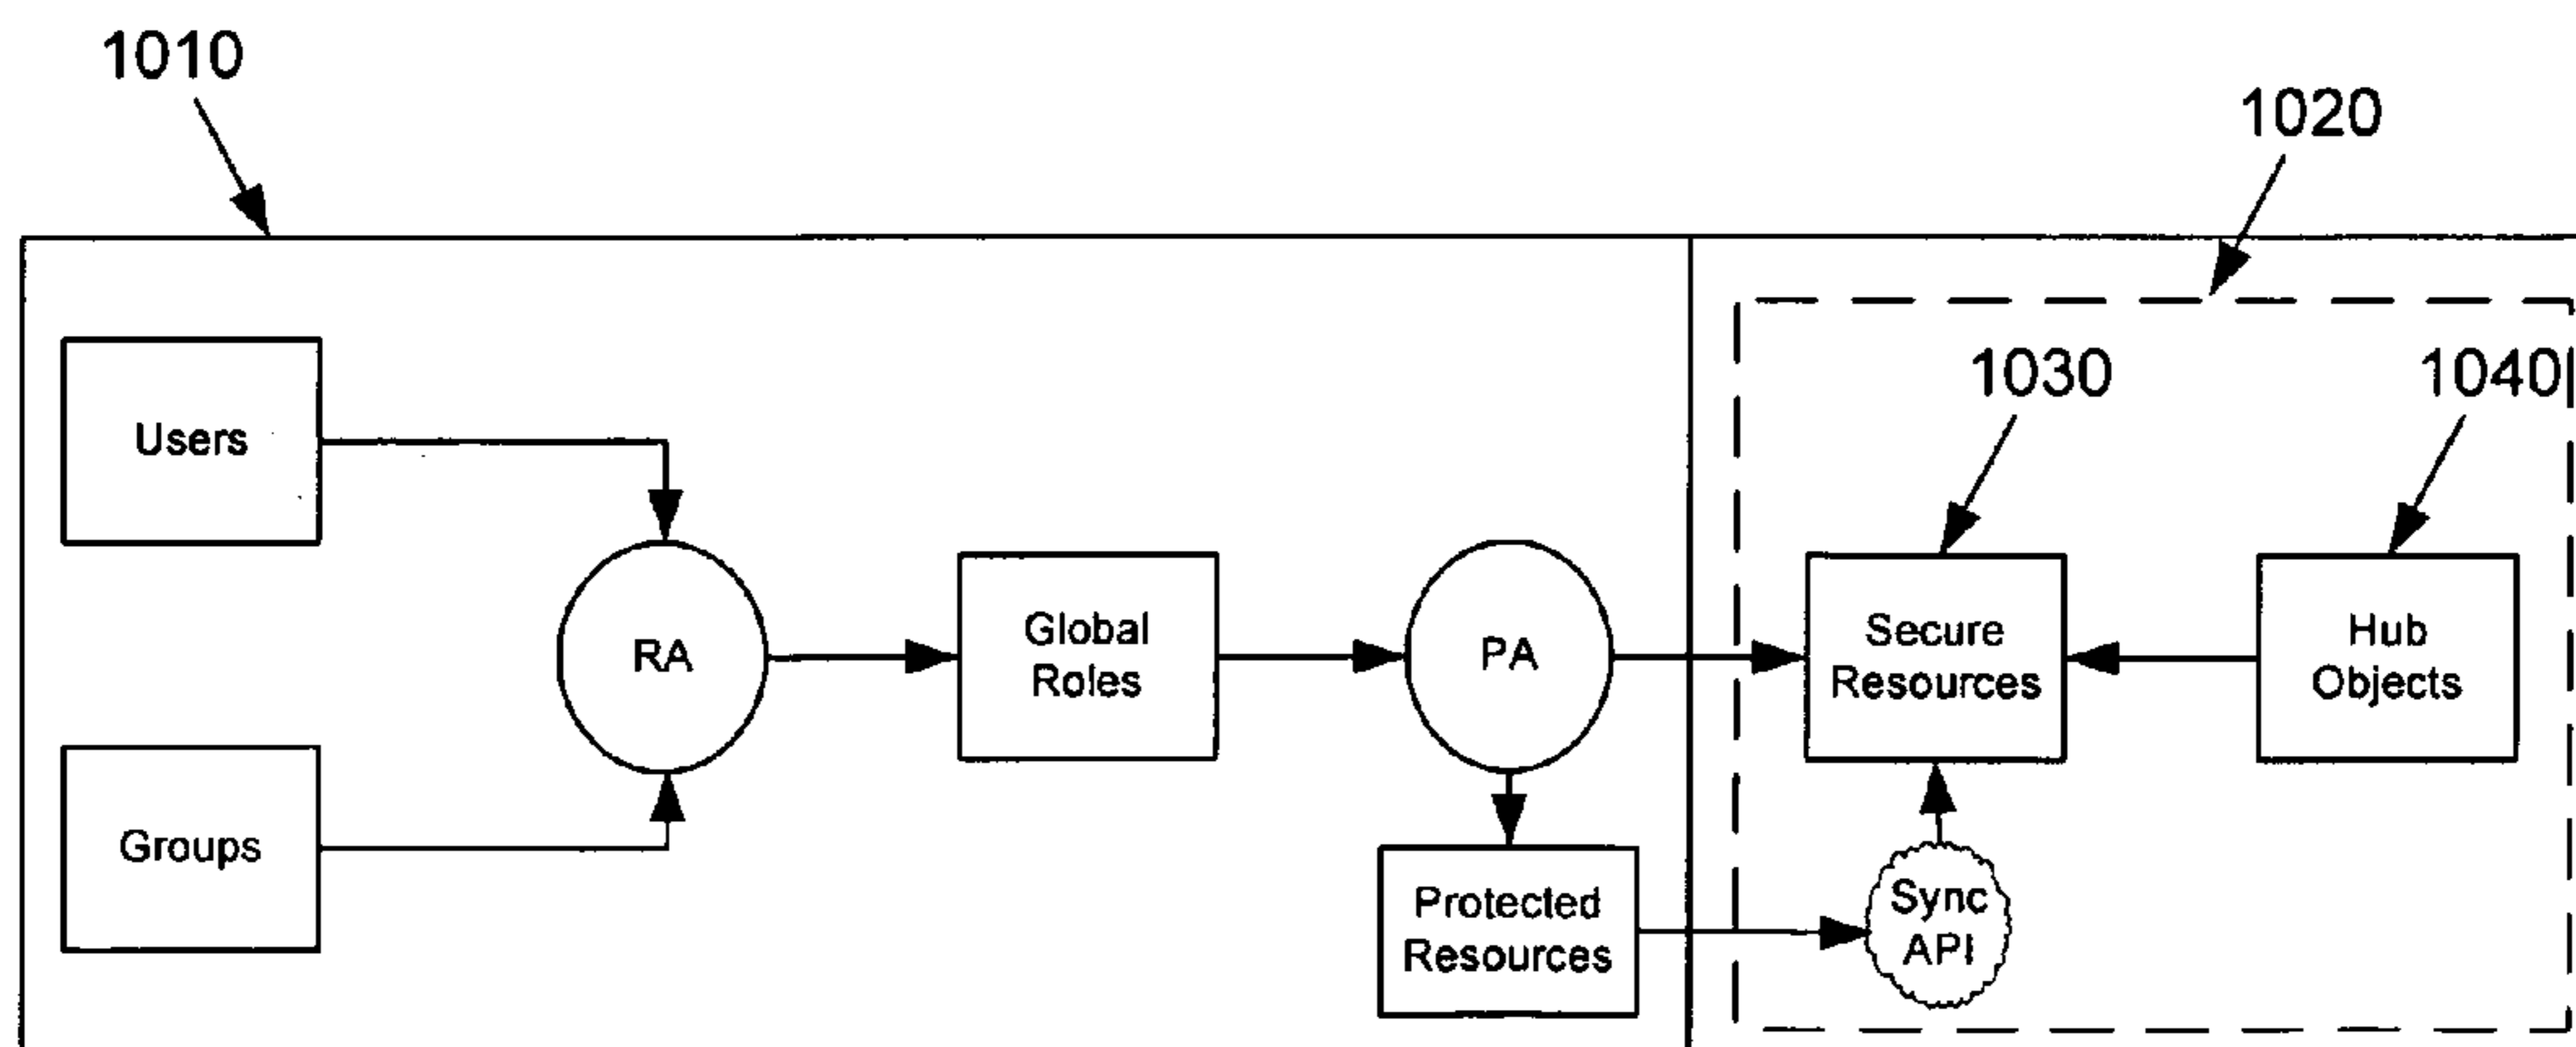 1010
1020
1030
1040
Users
RA
Global
Roles
PA
Secure
Resources
Hub
Objects
Groups
Protected
Resources
Sync
API